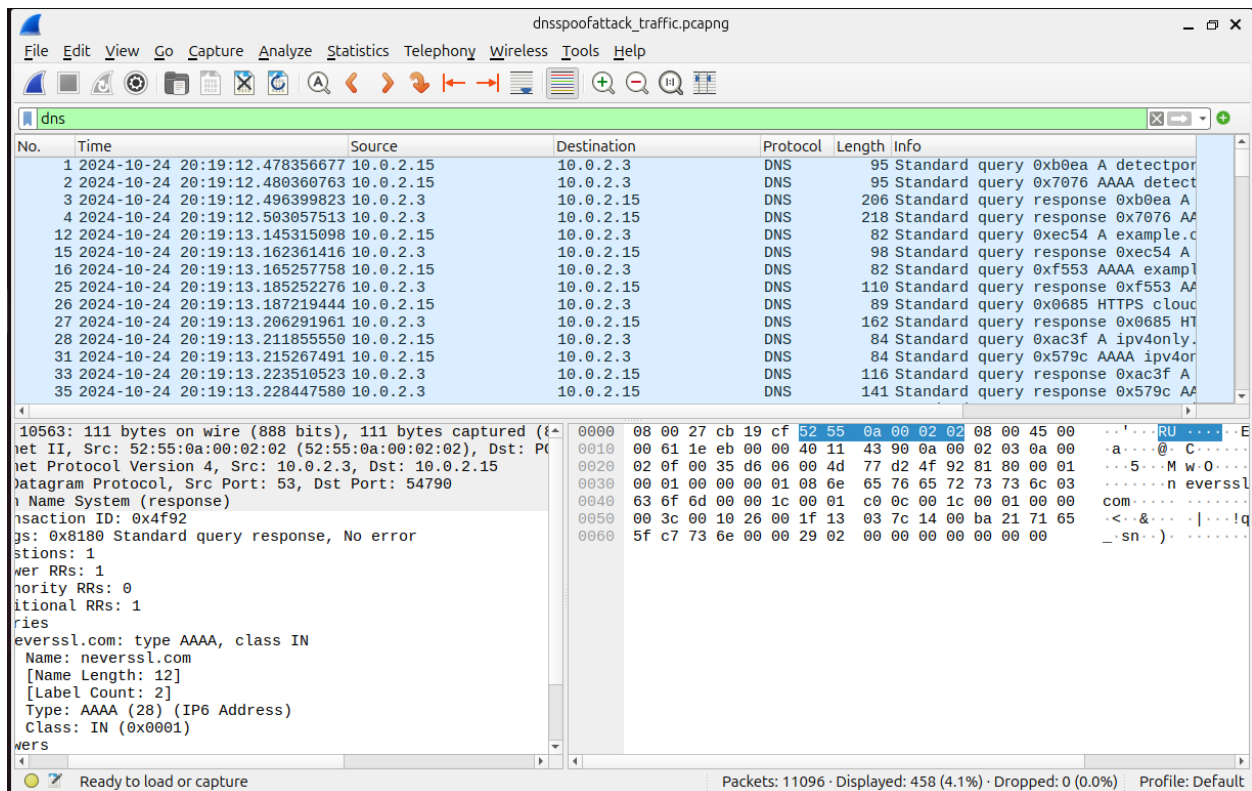 dnsspoofattack_traffic.pcapng
File Edit View Go Capture Analyze Statistics Telephony Wireless Tools Help
dns
No. Time Source Destination Protocol Length Info
1 2024-10-24 20:19:12.478356677 10.0.2.15 10.0.2.3 DNS 95 Standard query 0xb0ea A detectpor
2 2024-10-24 20:19:12.480360763 10.0.2.15 10.0.2.3 DNS 95 Standard query 0x7076 AAAA detect
3 2024-10-24 20:19:12.496399823 10.0.2.3 10.0.2.15 DNS 206 Standard query response 0xb0ea A
4 2024-10-24 20:19:12.503057513 10.0.2.3 10.0.2.15 DNS 218 Standard query response 0x7076 AA
12 2024-10-24 20:19:13.145315098 10.0.2.15 10.0.2.3 DNS 82 Standard query 0xec54 A example.c
15 2024-10-24 20:19:13.162361416 10.0.2.3 10.0.2.15 DNS 98 Standard query response 0xec54 A
16 2024-10-24 20:19:13.165257758 10.0.2.15 10.0.2.3 DNS 82 Standard query 0xf553 AAAA exampl
25 2024-10-24 20:19:13.185252276 10.0.2.3 10.0.2.15 DNS 110 Standard query response 0xf553 AA
26 2024-10-24 20:19:13.187219444 10.0.2.15 10.0.2.3 DNS 89 Standard query 0x0685 HTTPS cloud
27 2024-10-24 20:19:13.206291961 10.0.2.3 10.0.2.15 DNS 162 Standard query response 0x0685 HT
28 2024-10-24 20:19:13.211855550 10.0.2.15 10.0.2.3 DNS 84 Standard query 0xac3f A ipv4only.
31 2024-10-24 20:19:13.215267491 10.0.2.15 10.0.2.3 DNS 84 Standard query 0x579c AAAA ipv4on
33 2024-10-24 20:19:13.223510523 10.0.2.3 10.0.2.15 DNS 116 Standard query response 0xac3f A
35 2024-10-24 20:19:13.228447580 10.0.2.3 10.0.2.15 DNS 141 Standard query response 0x579c AA
10563: 111 bytes on wire (888 bits), 111 bytes captured (8
net II, Src: 52:55:0a:00:02:02 (52:55:0a:00:02:02), Dst: PC
net Protocol Version 4, Src: 10.0.2.3, Dst: 10.0.2.15
Datagram Protocol, Src Port: 53, Dst Port: 54790
n Name System (response)
nsaction ID: 0x4f92
gs: 0x8180 Standard query response, No error
stions: 1
wer RRs: 1
hority RRs: 0
itional RRs: 1
ries
everssl.com: type AAAA, class IN
Name: neverssl.com
[Name Length: 12]
[Label Count: 2]
Type: AAAA (28) (IP6 Address)
Class: IN (0x0001)
wers
0000 08 00 27 cb 19 cf 52 55 0a 00 02 02 08 00 45 00 ··'···RU ······E·
0010 00 61 1e eb 00 00 40 11 43 90 0a 00 02 03 0a 00 ·a····@· C·······
0020 02 0f 00 35 d6 06 00 4d 77 d2 4f 92 81 80 00 01 ···5···M w·O·····
0030 00 01 00 00 00 01 08 6e 65 76 65 72 73 73 6c 03 ·······n everssl·
0040 63 6f 6d 00 00 1c 00 01 c0 0c 00 1c 00 01 00 00 com····· ········
0050 00 3c 00 10 26 00 1f 13 03 7c 14 00 ba 21 71 65 ·<··&··· ·|···!q
0060 5f c7 73 6e 00 00 29 02 00 00 00 00 00 00 00 _·sn··)· ·······
Ready to load or capture
Packets: 11096 · Displayed: 458 (4.1%) · Dropped: 0 (0.0%)
Profile: Default